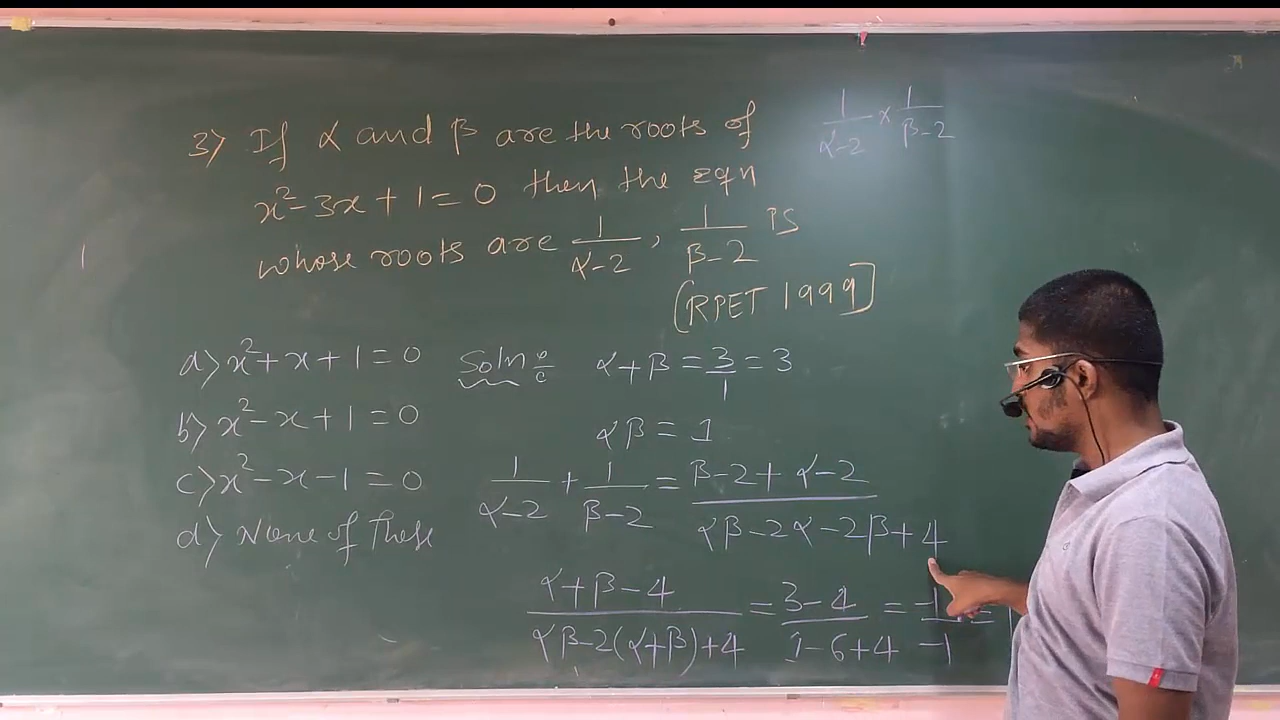 3) If α and β are the roots of
x² - 3x + 1 = 0 then the eqn
whose roots are 1/(α-2), 1/(β-2) is
[RPET 1999]
1/(α-2) × 1/(β-2)
a) x² + x + 1 = 0
b) x² - x + 1 = 0
c) x² - x - 1 = 0
d) None of these
Soln: α + β = 3/1 = 3
αβ = 1
1/(α-2) + 1/(β-2) = (β-2+α-2)/(αβ-2α-2β+4)
(α+β-4)/(αβ-2(α+β)+4) = (3-4)/(1-6+4) = -1/-1 =